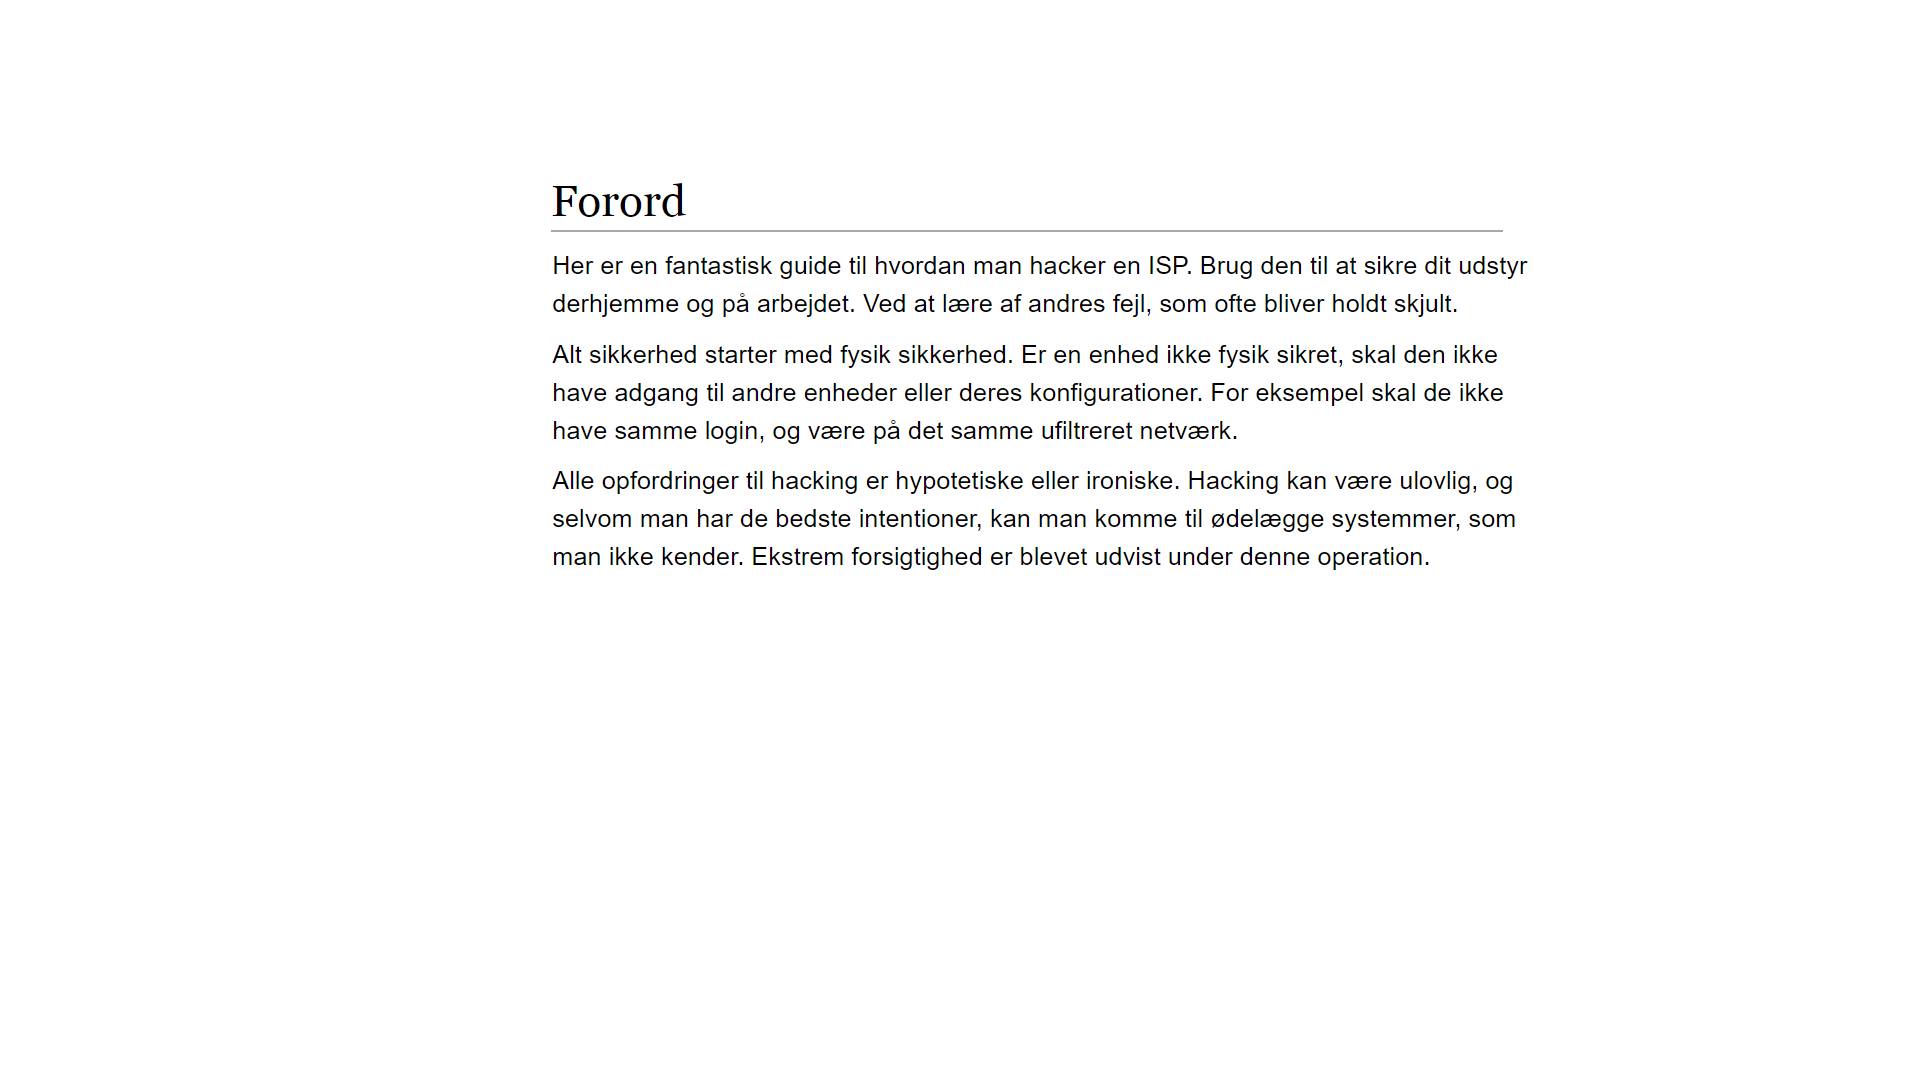 Forord
Her er en fantastisk guide til hvordan man hacker en ISP. Brug den til at sikre dit udstyr
derhjemme og på arbejdet. Ved at lære af andres fejl, som ofte bliver holdt skjult.
Alt sikkerhed starter med fysik sikkerhed. Er en enhed ikke fysik sikret, skal den ikke
have adgang til andre enheder eller deres konfigurationer. For eksempel skal de ikke
have samme login, og være på det samme ufiltreret netværk.
Alle opfordringer til hacking er hypotetiske eller ironiske. Hacking kan være ulovlig, og
selvom man har de bedste intentioner, kan man komme til ødelægge systemmer, som
man ikke kender. Ekstrem forsigtighed er blevet udvist under denne operation.